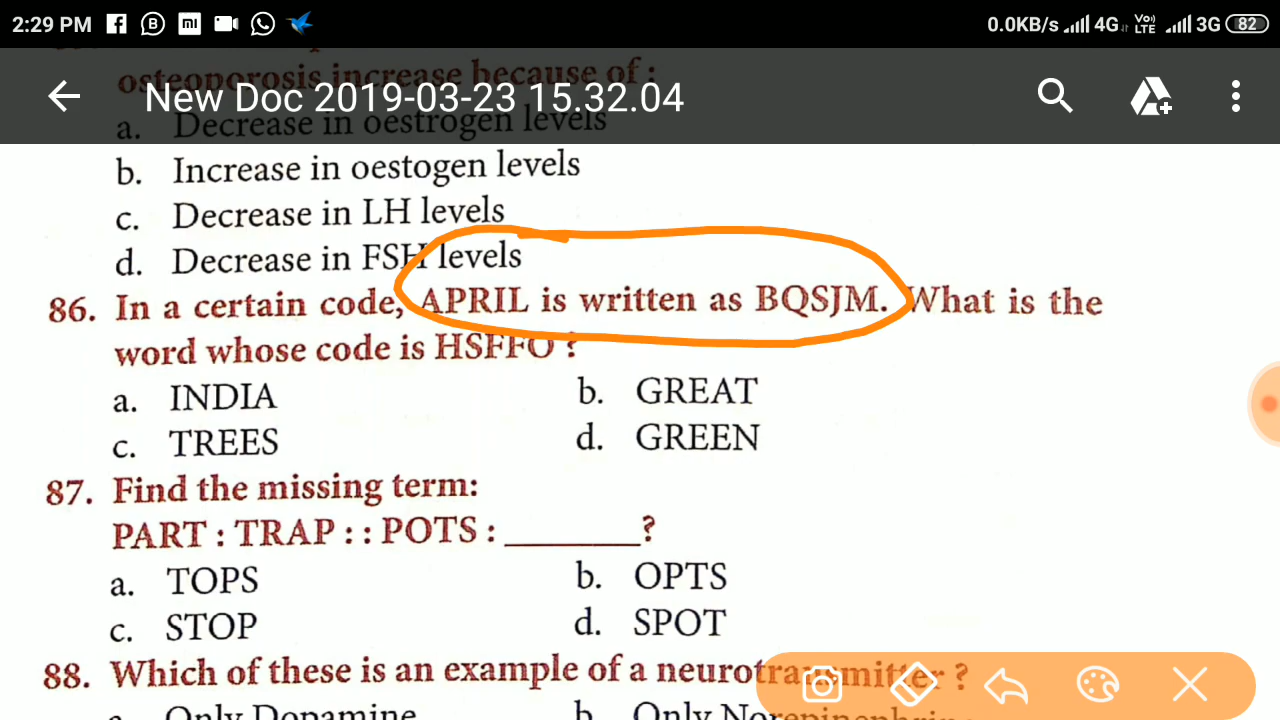 2:29 PM 0.0KB/s 4G Vo) LTE 3G 82
osteoporosis increase because of :
New Doc 2019-03-23 15.32.04
a. Decrease in oestrogen levels
b. Increase in oestogen levels
c. Decrease in LH levels
d. Decrease in FSH levels
86. In a certain code, APRIL is written as BQSJM. What is the
word whose code is HSFFO ?
a. INDIA b. GREAT
c. TREES d. GREEN
87. Find the missing term:
PART : TRAP : : POTS : ________?
a. TOPS b. OPTS
c. STOP d. SPOT
88. Which of these is an example of a neurotransmitter ?
a. Only Dopamine b. Only Norepinephrine